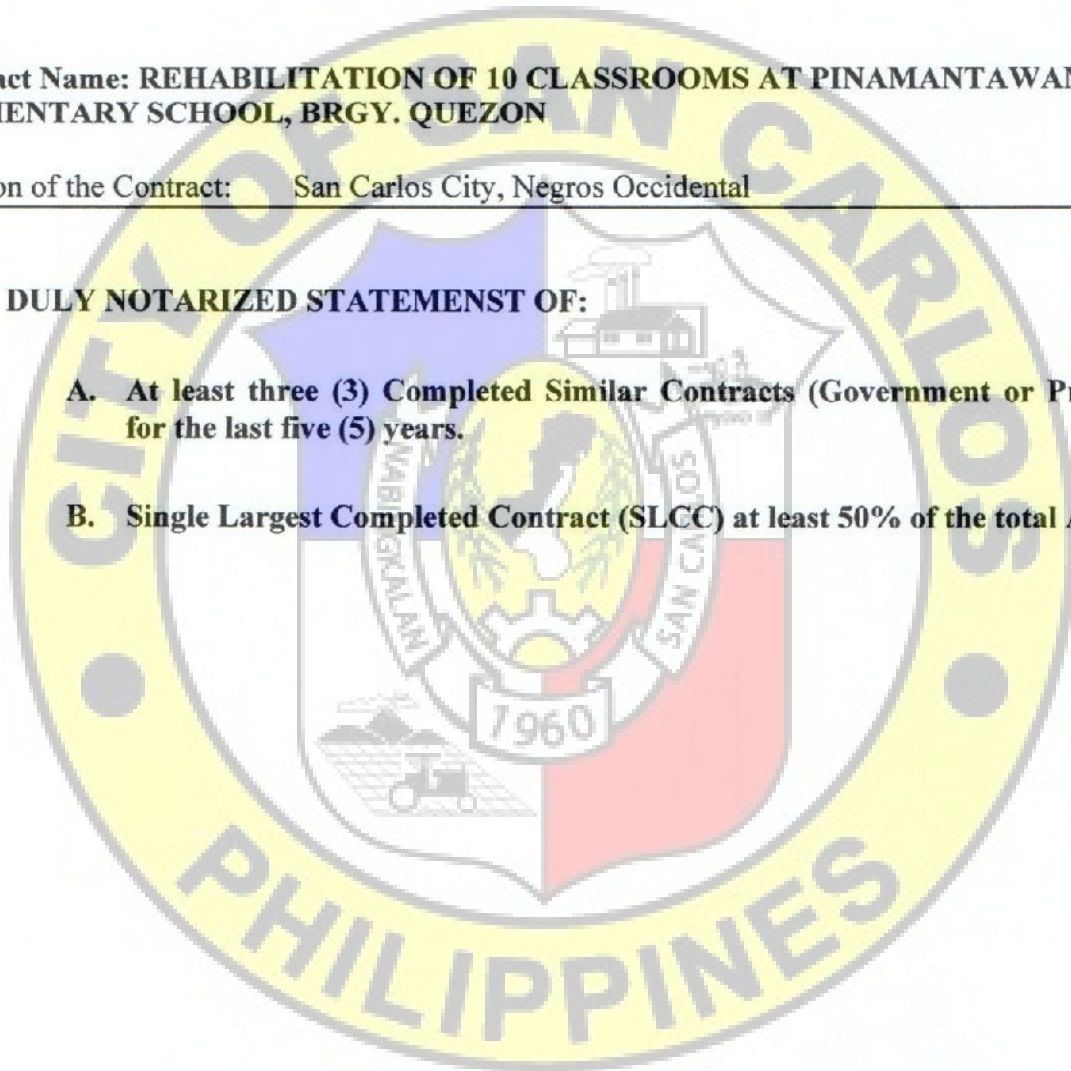 act Name: REHABILITATION OF 10 CLASSROOMS AT PINAMANTAWAN
MENTARY SCHOOL, BRGY. QUEZON
on of the Contract: San Carlos City, Negros Occidental
DULY NOTARIZED STATEMENST OF:
A. At least three (3) Completed Similar Contracts (Government or Pr
for the last five (5) years.
B. Single Largest Completed Contract (SLCC) at least 50% of the total A
CITY OF SAN CARLOS
SAN CARLOS
1960
PHILIPPINES